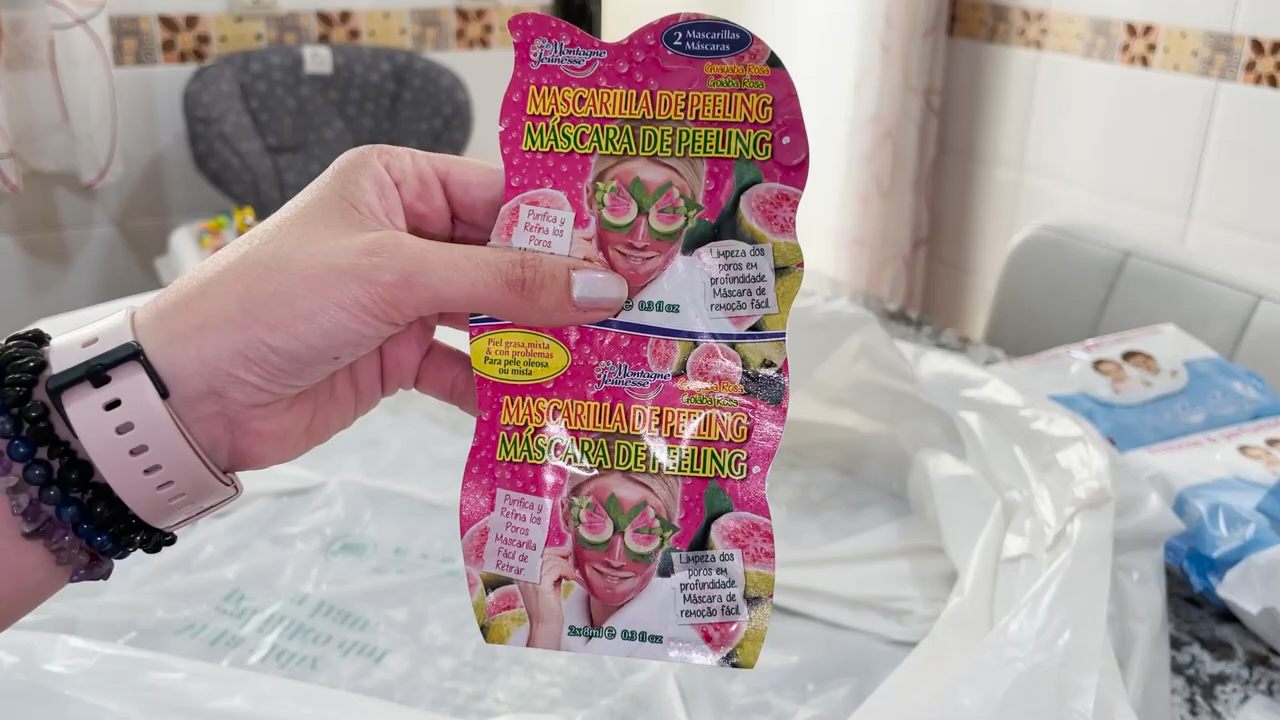 Montagne
Jeunesse
2 Mascarillas
Máscaras
Guayaba Rosa
Goiaba Rosa
MASCARILLA DE PEELING
MÁSCARA DE PEELING
Purifica y
Refina los
Poros
Limpeza dos
poros em
profundidade.
Máscara de
remoção fácil.
e 0.3 fl oz
Piel grasa, mixta
& con problemas
Para pele oleosa
ou mista
Montagne
Jeunesse
Guayaba Rosa
Goiaba Rosa
MASCARILLA DE PEELING
MÁSCARA DE PEELING
Purifica y
Refina los
Poros
Mascarilla
Fácil de
Retirar.
Limpeza dos
poros em
profundidade.
Máscara de
remoção fácil.
2x8ml e 0.3 fl oz